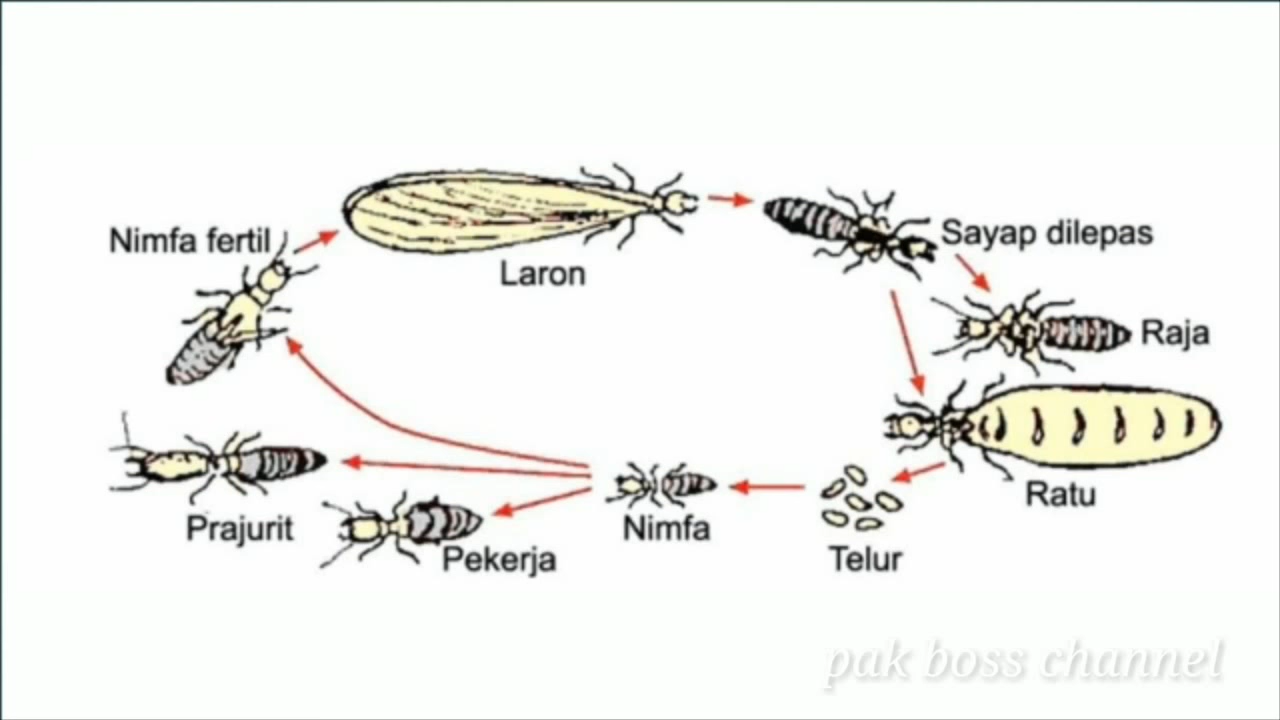 Nimfa fertil
Laron
Sayap dilepas
Raja
Ratu
Telur
Nimfa
Pekerja
Prajurit
pak boss channel